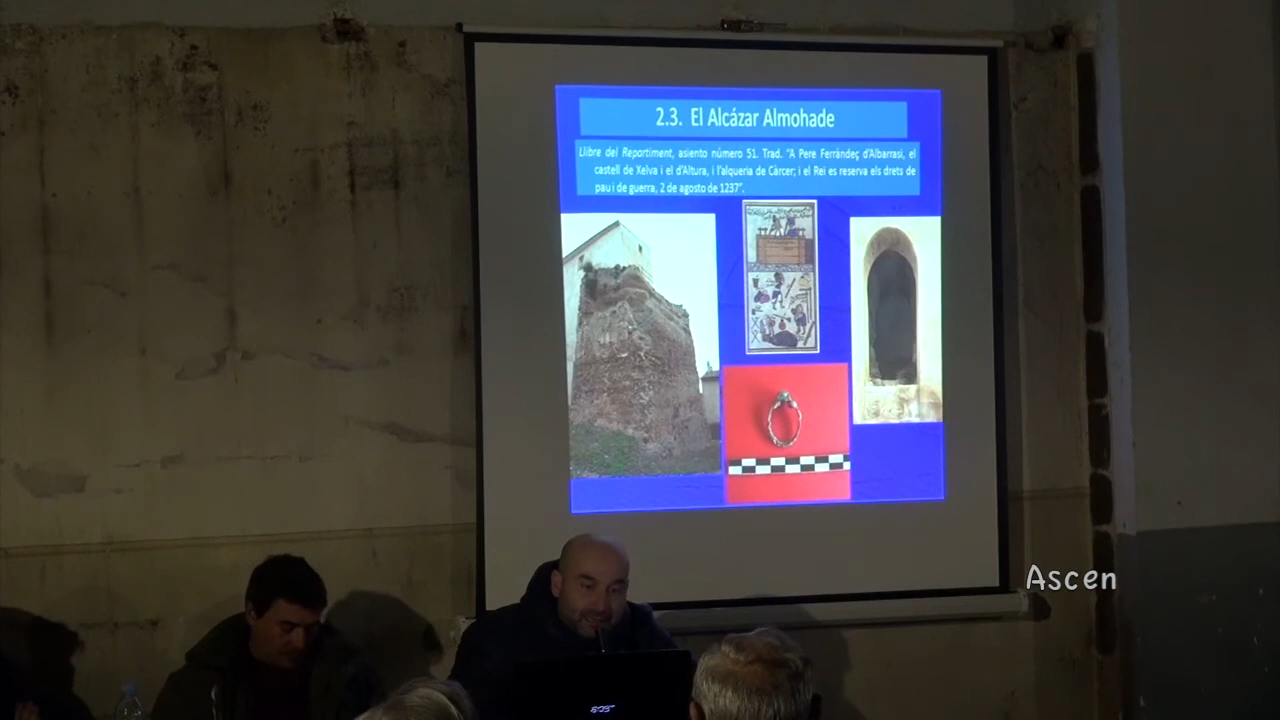 2.3. El Alcázar Almohade
Llibre del Repartiment, asiento número 51. Trad. "A Pere Ferràndeç d'Albarrasí, el
castell de Xelva i el d'Altura, i l'alqueria de Càrcer; i el Rei es reserva els drets de
pau i de guerra, 2 de agosto de 1237".
Ascen